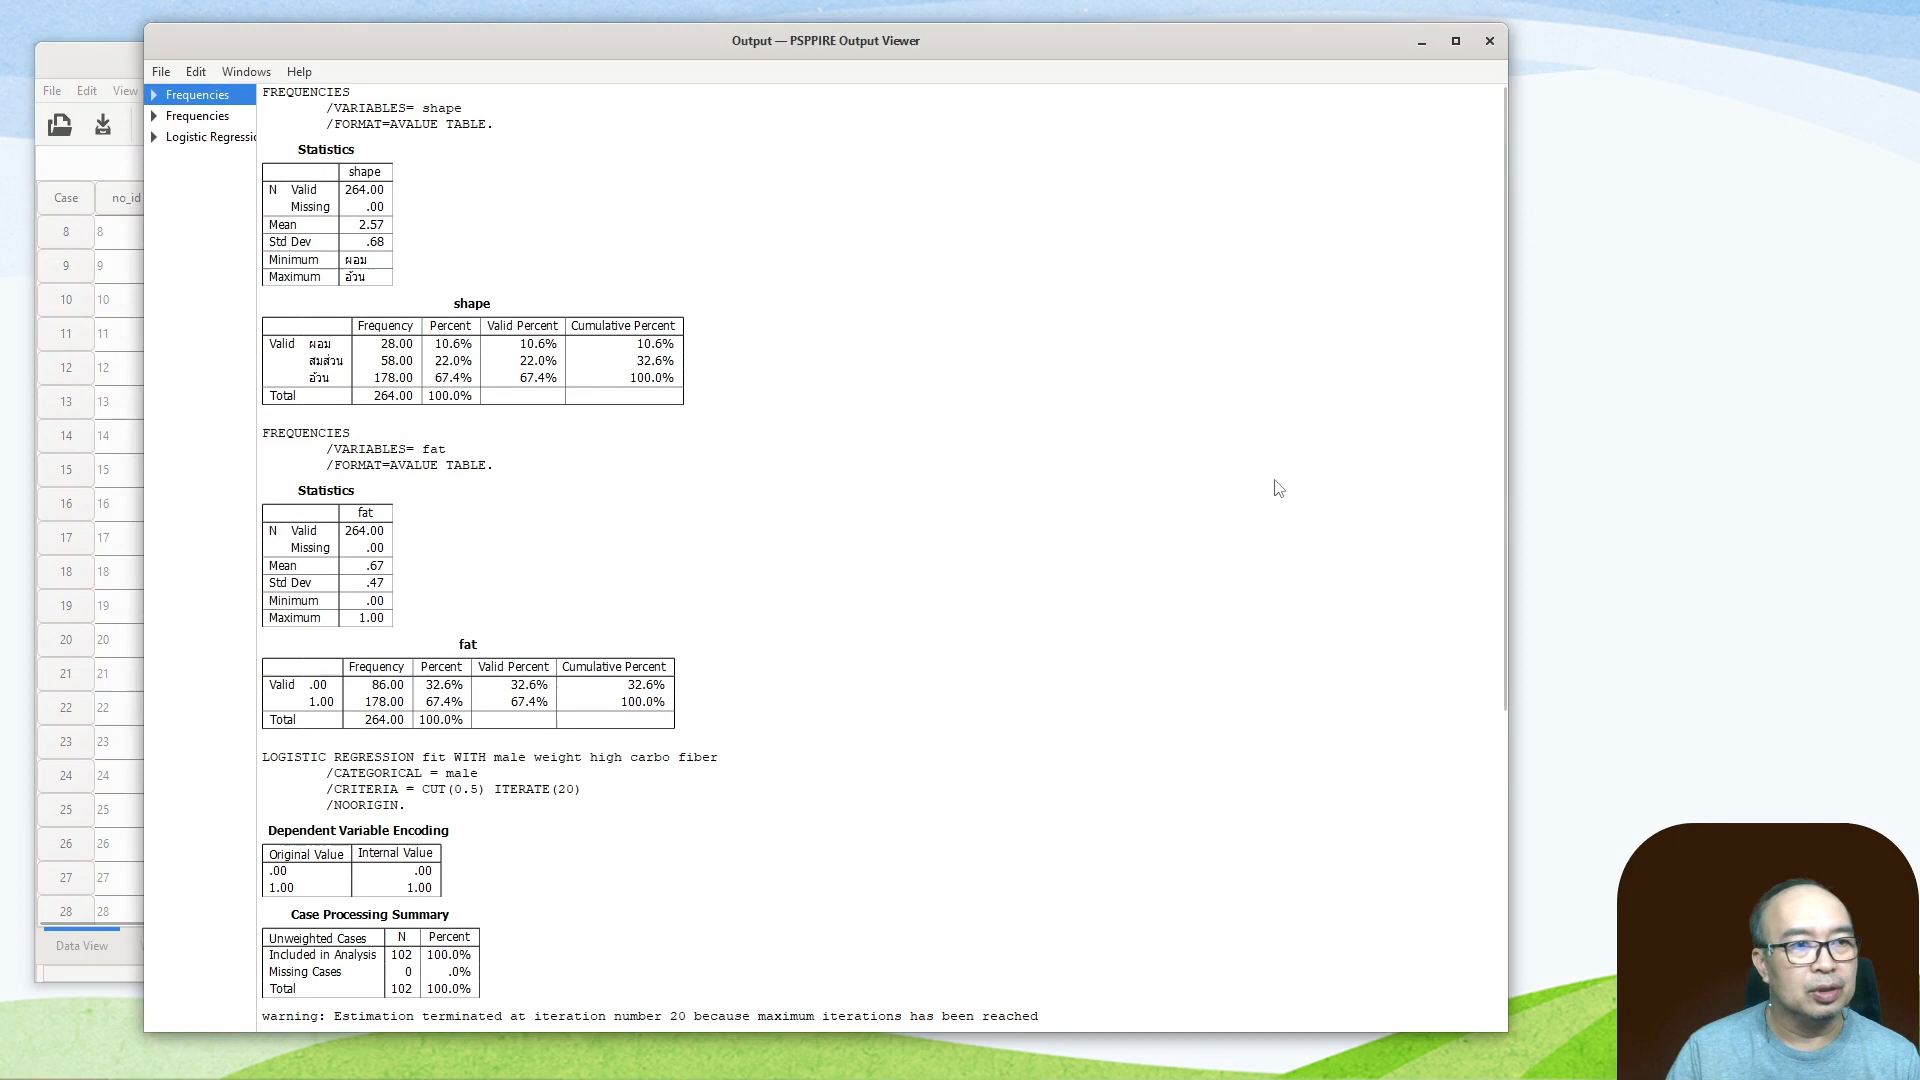 Output — PSPPIRE Output Viewer
File Edit Windows Help
File Edit View
Frequencies
Frequencies
Logistic Regressio
Case no_id
8 8
9 9
10 10
11 11
12 12
13 13
14 14
15 15
16 16
17 17
18 18
19 19
20 20
21 21
22 22
23 23
24 24
25 25
26 26
27 27
28 28
Data View
FREQUENCIES
/VARIABLES= shape
/FORMAT=AVALUE TABLE.
Statistics
shape
N Valid 264.00
Missing .00
Mean 2.57
Std Dev .68
Minimum ผอม
Maximum อ้วน
shape
Frequency Percent Valid Percent Cumulative Percent
Valid ผอม 28.00 10.6% 10.6% 10.6%
สมส่วน 58.00 22.0% 22.0% 32.6%
อ้วน 178.00 67.4% 67.4% 100.0%
Total 264.00 100.0%
FREQUENCIES
/VARIABLES= fat
/FORMAT=AVALUE TABLE.
Statistics
fat
N Valid 264.00
Missing .00
Mean .67
Std Dev .47
Minimum .00
Maximum 1.00
fat
Frequency Percent Valid Percent Cumulative Percent
Valid .00 86.00 32.6% 32.6% 32.6%
1.00 178.00 67.4% 67.4% 100.0%
Total 264.00 100.0%
LOGISTIC REGRESSION fit WITH male weight high carbo fiber
/CATEGORICAL = male
/CRITERIA = CUT(0.5) ITERATE(20)
/NOORIGIN.
Dependent Variable Encoding
Original Value Internal Value
.00 .00
1.00 1.00
Case Processing Summary
Unweighted Cases N Percent
Included in Analysis 102 100.0%
Missing Cases 0 .0%
Total 102 100.0%
warning: Estimation terminated at iteration number 20 because maximum iterations has been reached